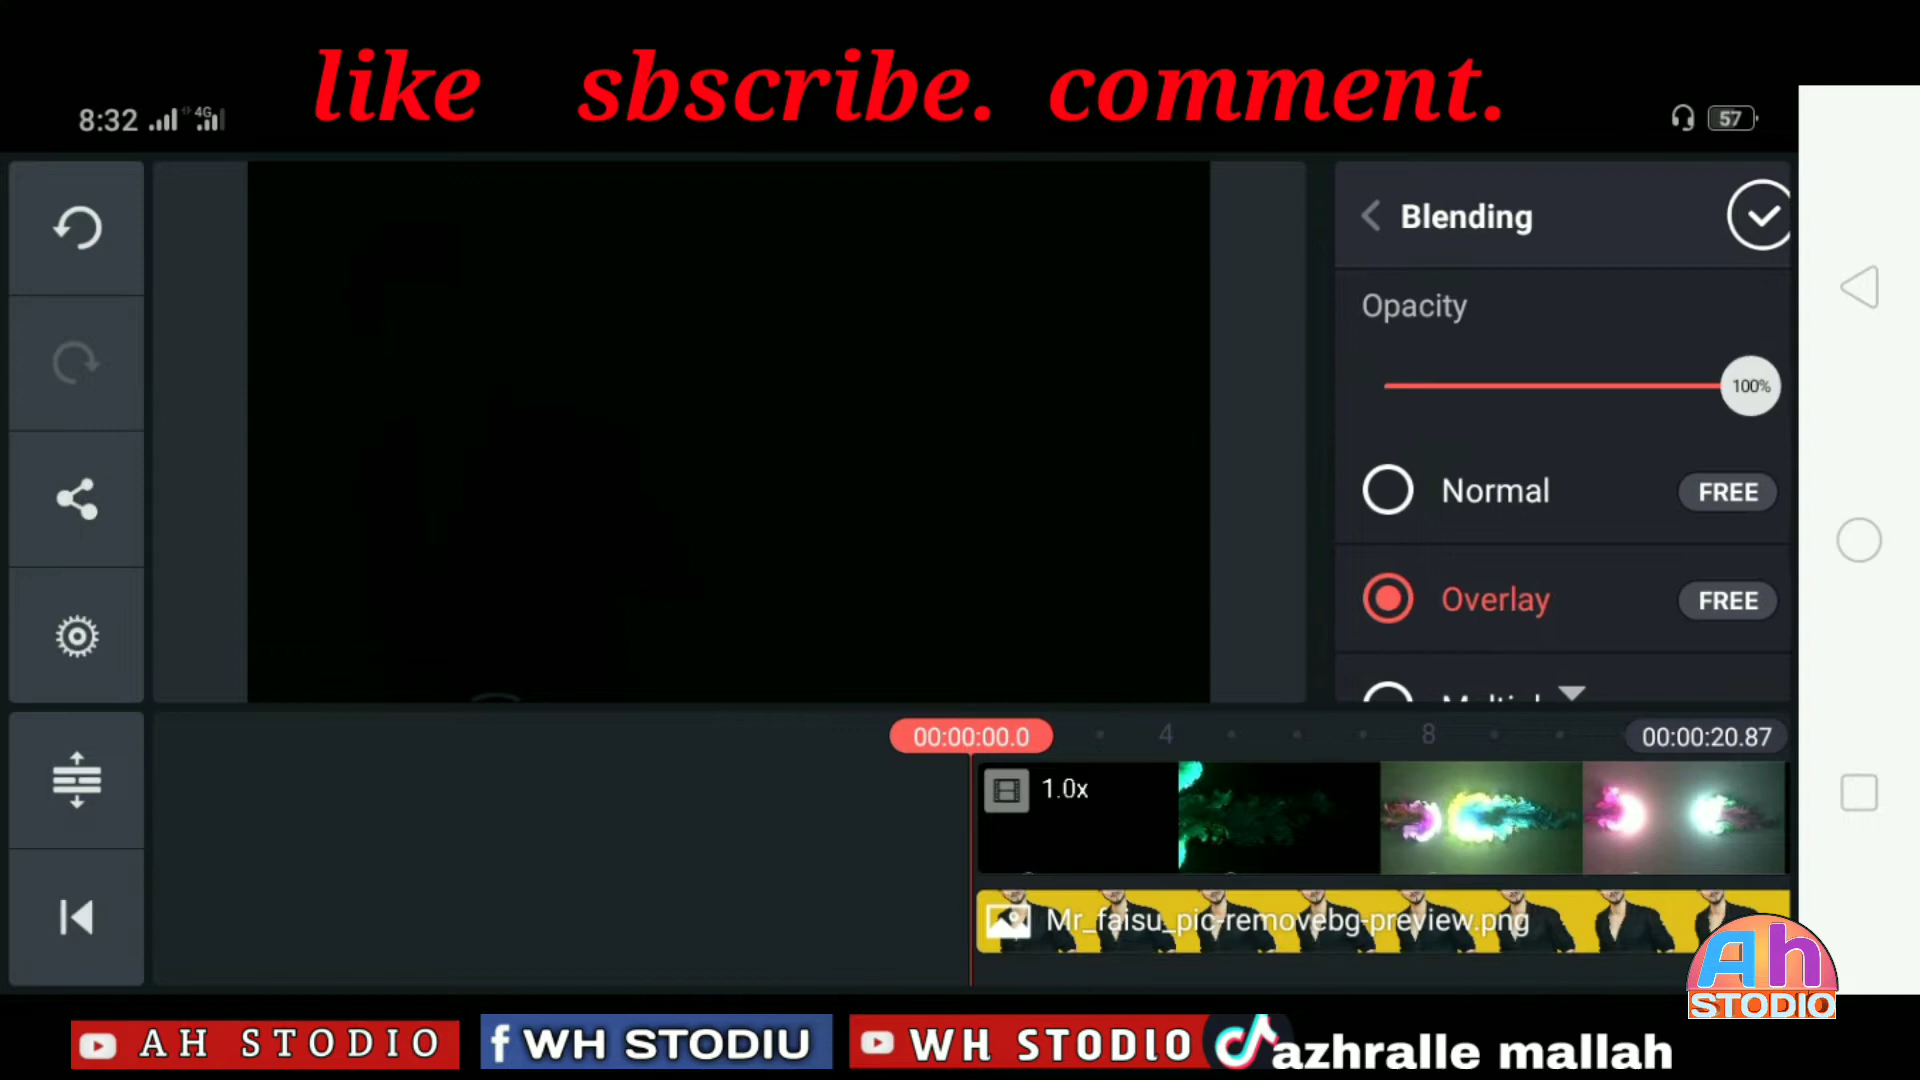 like sbscribe. comment.
8:32 4G 57
Blending
Opacity
100%
Normal FREE
Overlay FREE
00:00:00.0 4 8 00:00:20.87
1.0x
Mr_faisu_pic-removebg-preview.png
Ah
STODIO
AH STODIO f WH STODIU WH STODIO azhralle mallah